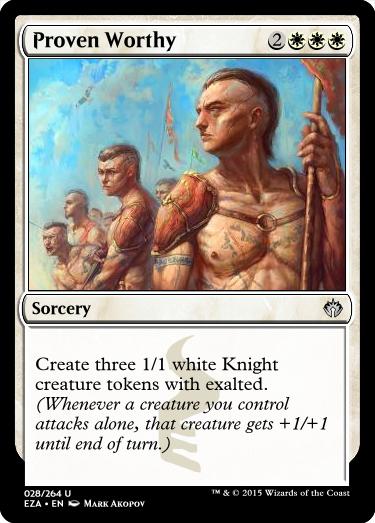 Proven Worthy 2
Sorcery
Create three 1/1 white Knight
creature tokens with exalted.
(Whenever a creature you control
attacks alone, that creature gets +1/+1
until end of turn.)
028/264 U
EZA • EN Mark Akopov
™ & © 2015 Wizards of the Coast